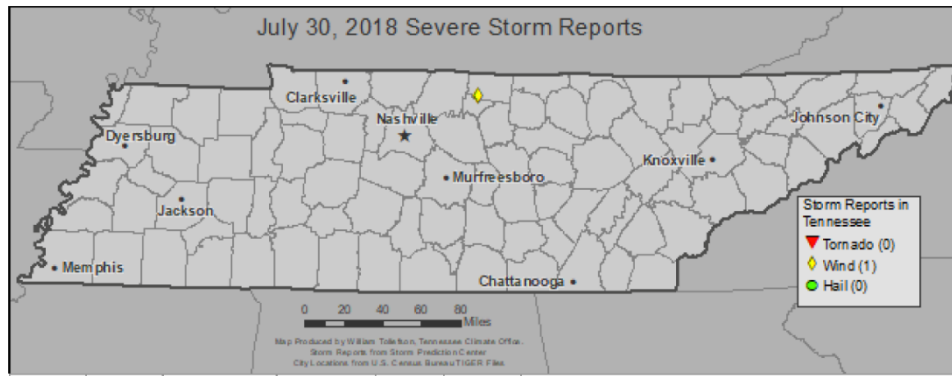 July 30, 2018 Severe Storm Reports
Clarksville
Nashville
Johnson City
Dyersburg
Knoxville
Murfreesboro
Jackson
Storm Reports in
Tennessee
Tornado (0)
Wind (1)
Hail (0)
Memphis
Chattanooga
0 20 40 60 80
Miles
Map Produced by William Tollefson, Tennessee Climate Office.
Storm Reports from Storm Prediction Center
City Locations from U.S. Census Bureau TIGER Files